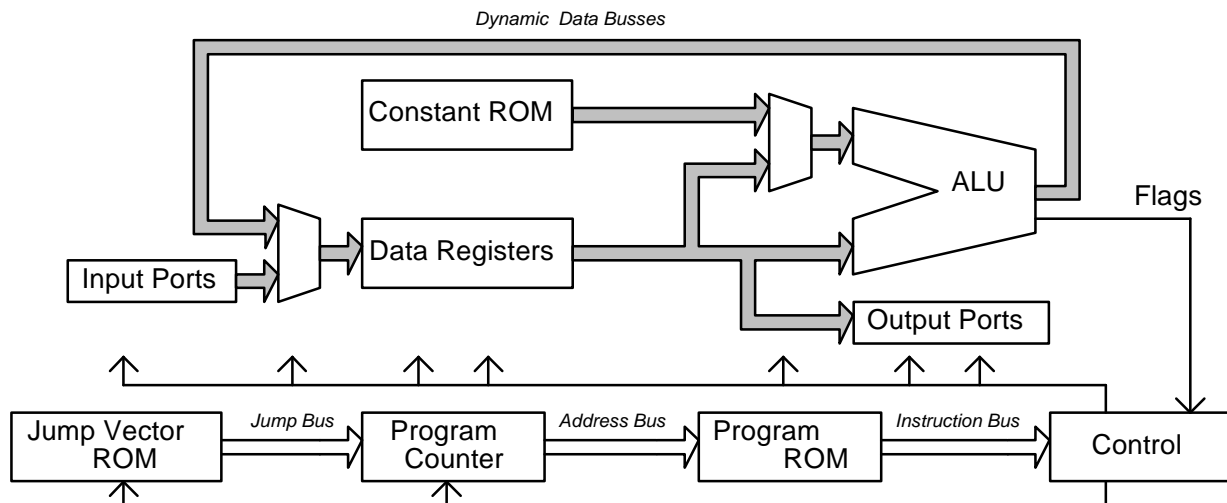 Dynamic Data Busses
Constant ROM
ALU
Flags
Data Registers
Input Ports
Output Ports
Jump Vector
ROM
Jump Bus
Program
Counter
Address Bus
Program
ROM
Instruction Bus
Control